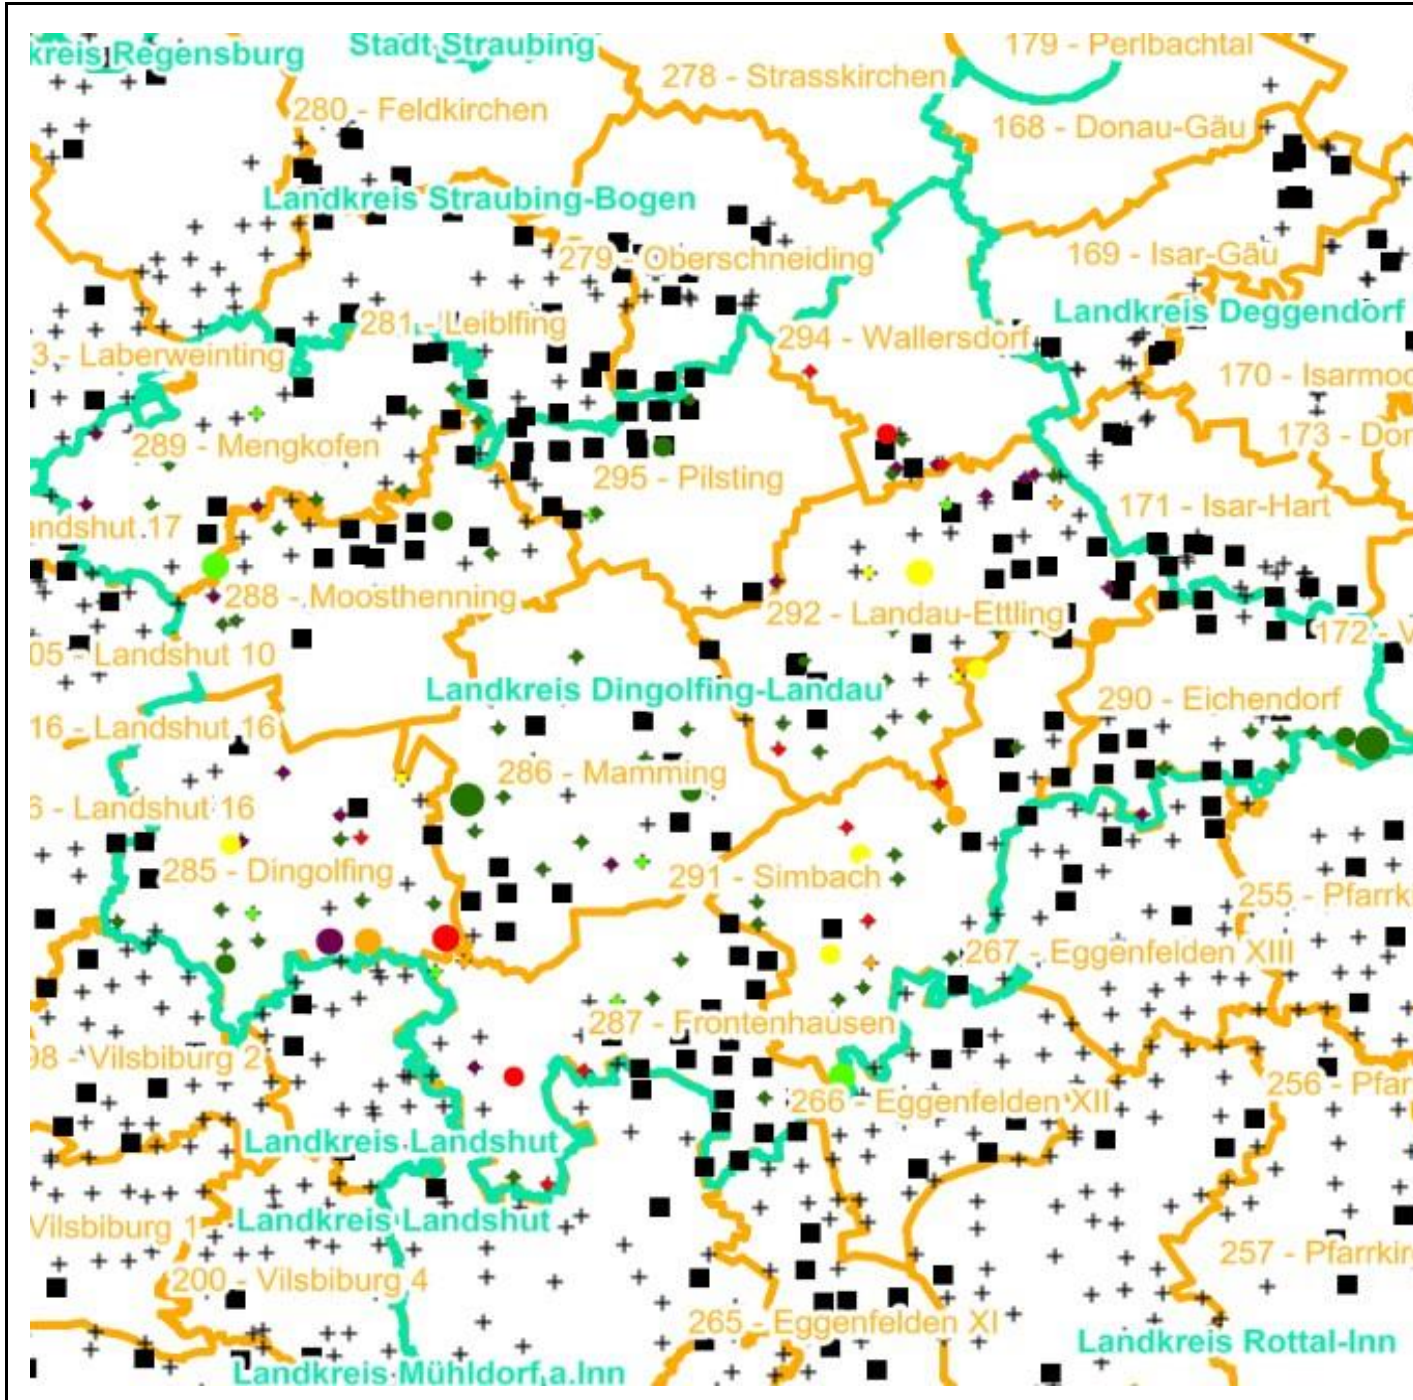 kreis Regensburg
Stadt Straubing
179 - Perlbachtal
278 - Strasskirchen
280 - Feldkirchen
168 - Donau-Gäu
Landkreis Straubing-Bogen
279 - Oberschneiding
169 - Isar-Gäu
Landkreis Deggendorf
281 - Leiblfing
294 - Wallersdorf
3 - Laberweinting
170 - Isarmoo
289 - Mengkofen
173 - Don
295 - Pilsting
171 - Isar-Hart
andshut 17
288 - Moosthenning
292 - Landau-Ettling
172 - V
05 - Landshut 10
Landkreis Dingolfing-Landau
290 - Eichendorf
16 - Landshut 16
286 - Mamming
6 - Landshut 16
285 - Dingolfing
291 - Simbach
255 - Pfarrk
267 - Eggenfelden XIII
287 - Frontenhausen
98 - Vilsbiburg 2
256 - Pfar
266 - Eggenfelden XII
Landkreis Landshut
Landkreis Landshut
Vilsbiburg 1
257 - Pfarrkir
200 - Vilsbiburg 4
265 - Eggenfelden XI
Landkreis Rottal-Inn
Landkreis Mühldorf a.Inn